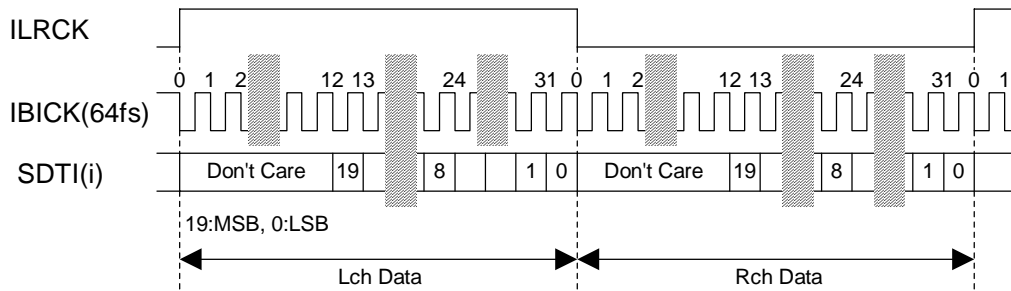 ILRCK
0 1 2 12 13 24 31 0 1 2 12 13 24 31 0 1
IBICK(64fs)
SDTI(i) Don't Care 19 8 1 0 Don't Care 19 8 1 0
19:MSB, 0:LSB
Lch Data Rch Data